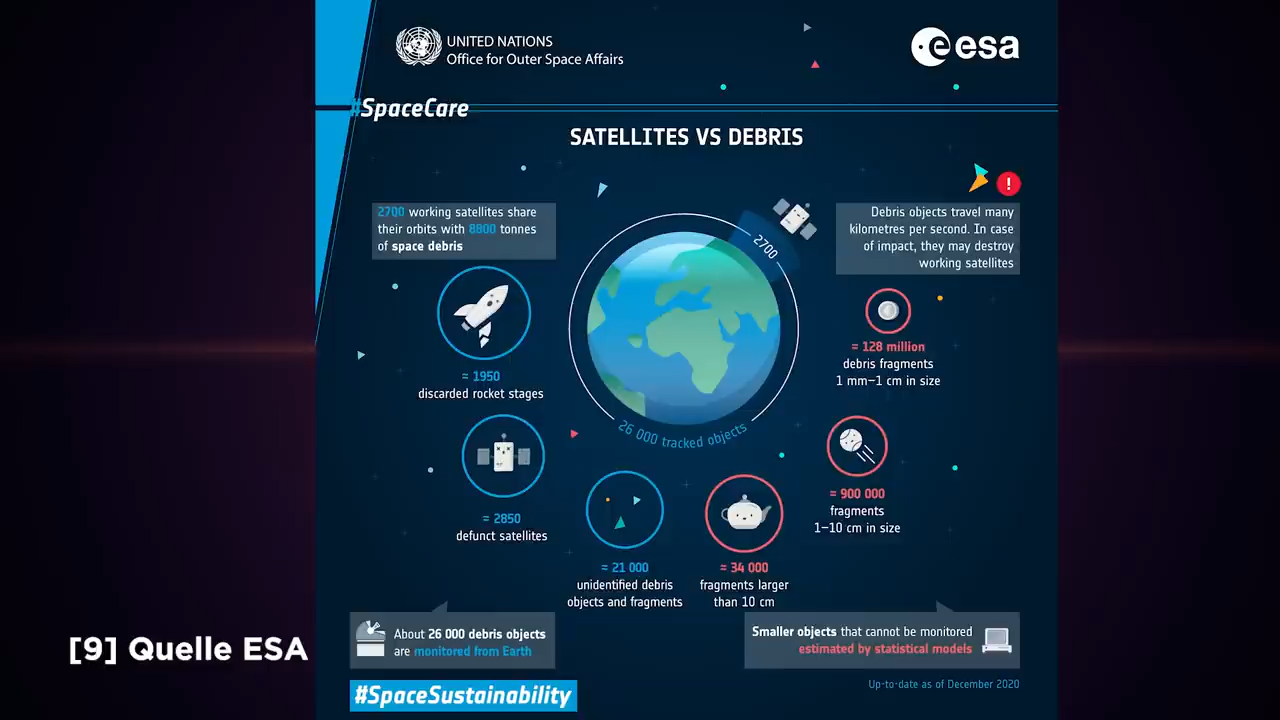 UNITED NATIONS
Office for Outer Space Affairs
esa
#SpaceCare
SATELLITES VS DEBRIS
2700 working satellites share
their orbits with 8800 tonnes
of space debris
!
Debris objects travel many
kilometres per second. In case
of impact, they may destroy
working satellites
2700
26 000 tracked objects
≈ 1950
discarded rocket stages
≈ 2850
defunct satellites
≈ 21 000
unidentified debris
objects and fragments
≈ 34 000
fragments larger
than 10 cm
≈ 900 000
fragments
1–10 cm in size
≈ 128 million
debris fragments
1 mm–1 cm in size
About 26 000 debris objects
are monitored from Earth
Smaller objects that cannot be monitored
estimated by statistical models
#SpaceSustainability
Up-to-date as of December 2020
[9] Quelle ESA